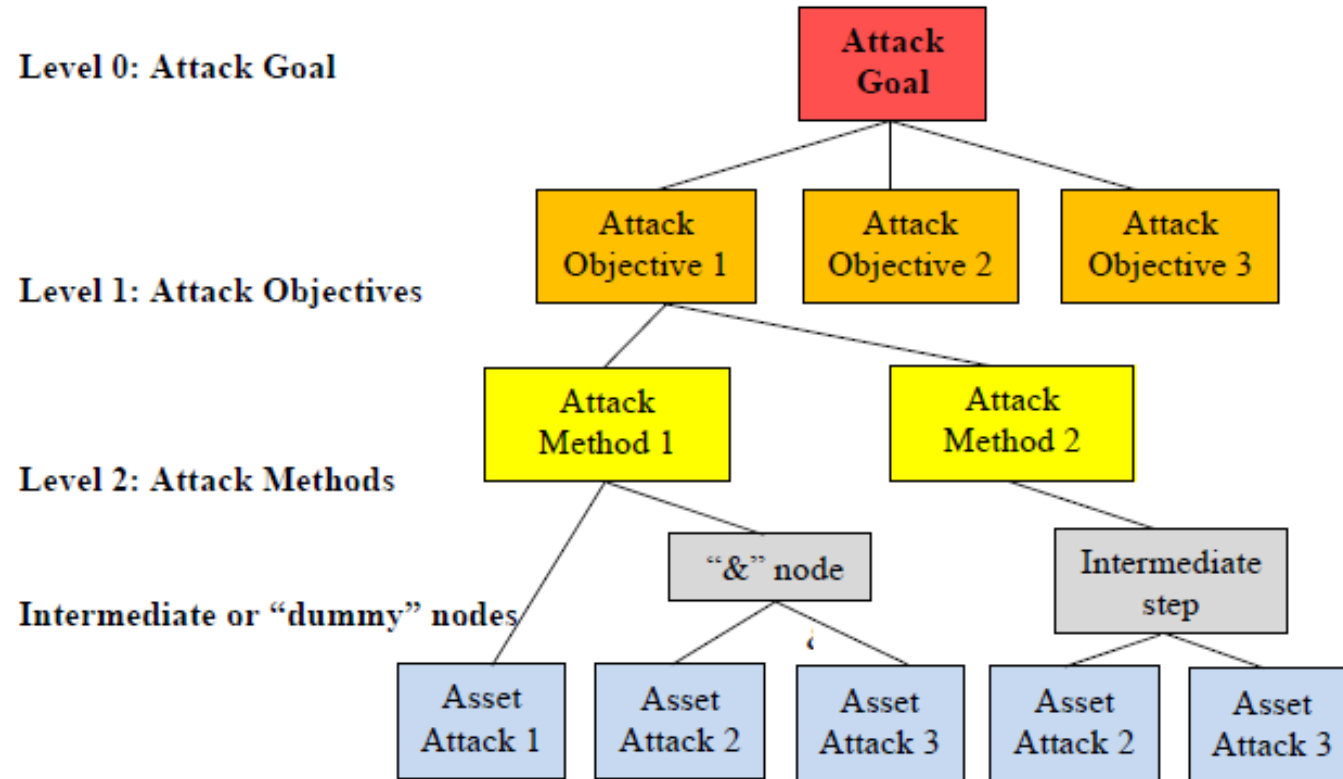 Attack
Goal
Level 0: Attack Goal
Attack
Objective 1
Attack
Objective 2
Attack
Objective 3
Level 1: Attack Objectives
Attack
Method 1
Attack
Method 2
Level 2: Attack Methods
“&” node
Intermediate
step
Intermediate or “dummy” nodes
Asset
Attack 1
Asset
Attack 2
Asset
Attack 3
Asset
Attack 2
Asset
Attack 3